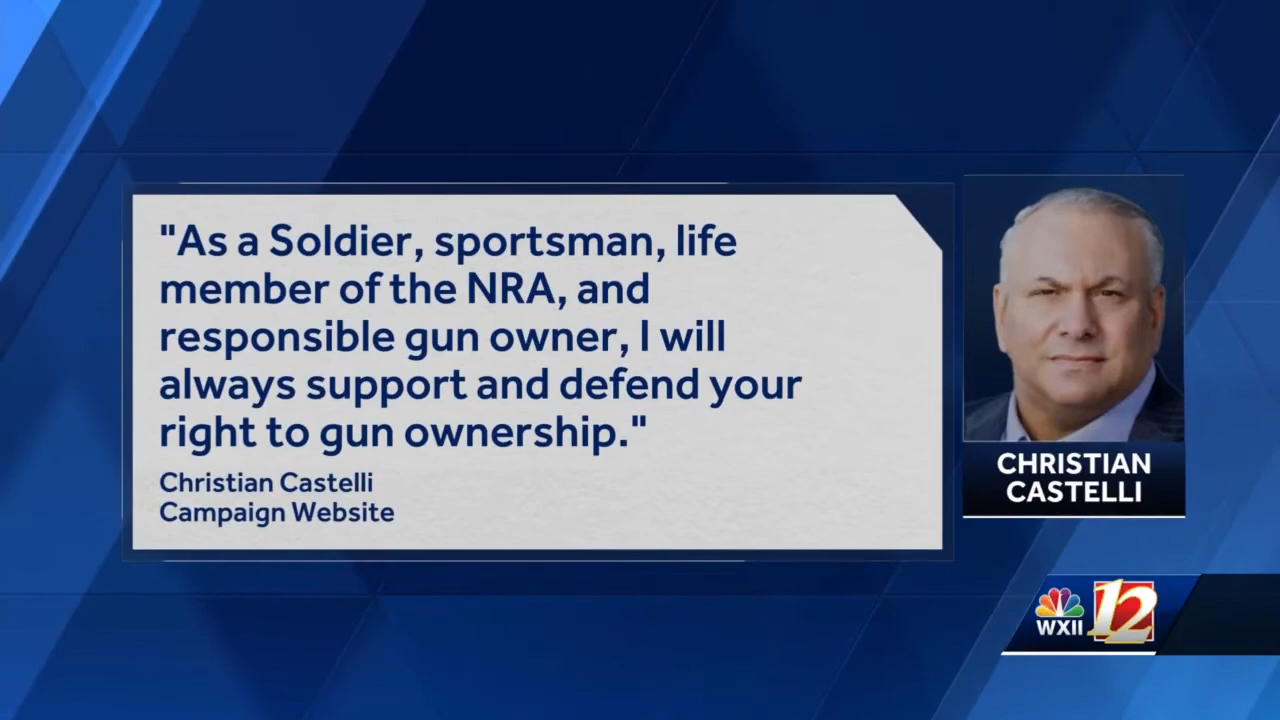 "As a Soldier, sportsman, life
member of the NRA, and
responsible gun owner, I will
always support and defend your
right to gun ownership."
Christian Castelli
Campaign Website
CHRISTIAN
CASTELLI
WXII 12